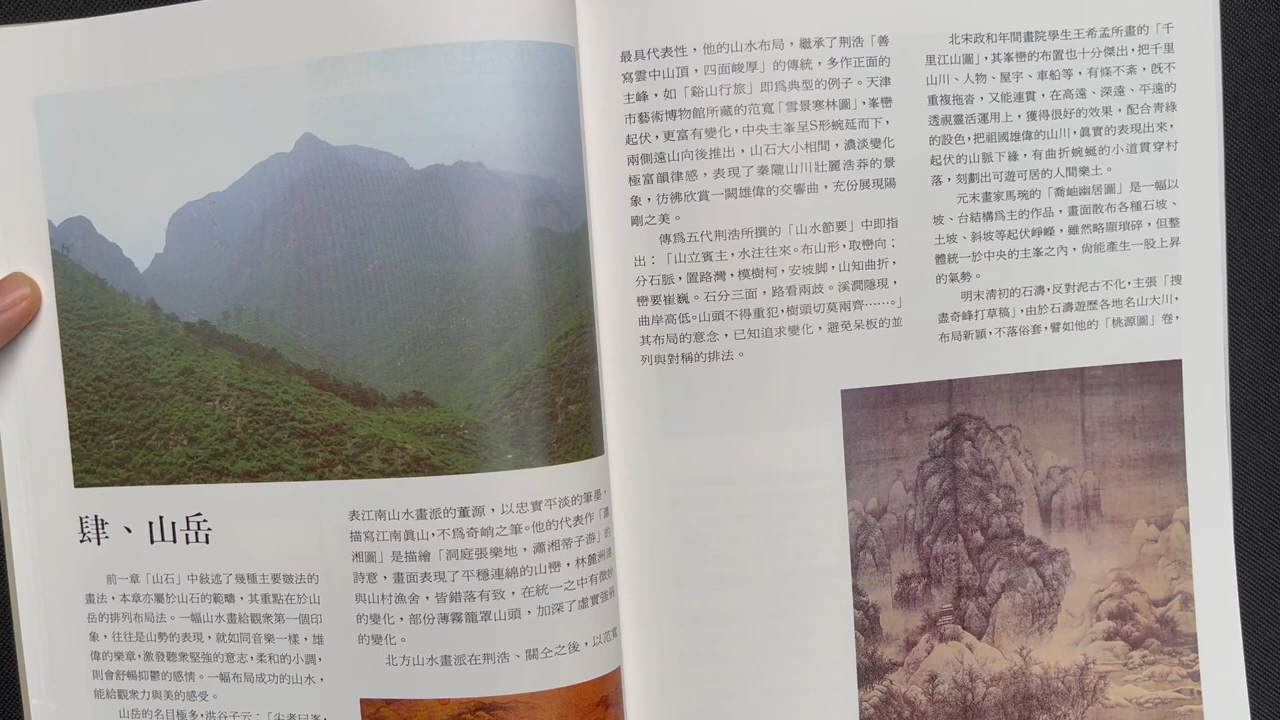 肆、山岳
前一章「山石」中敍述了幾種主要皴法的
畫法，本章亦屬於山石的範疇，其重點在於山
岳的排列布局法。一幅山水畫給觀衆第一個印
象，往往是山勢的表現，就如同音樂一樣，雄
偉的樂章，激發聽衆堅強的意志，柔和的小調，
則會舒暢抑鬱的感情。一幅布局成功的山水，
能給觀衆力與美的感受。
山岳的名目極多，洪谷子云：「尖者曰峯，
表江南山水畫派的董源，以忠實平淡的筆墨，
描寫江南眞山，不爲奇峭之筆。他的代表作「瀟
湘圖」是描繪「洞庭張樂地，瀟湘帝子游」的
詩意，畫面表現了平穩連綿的山巒，林麓洲渚
與山村漁舍，皆錯落有致，在統一之中有微妙
的變化，部份薄霧籠罩山頭，加深了虛實強弱
的變化。
北方山水畫派在荆浩、關仝之後，以范寬
最具代表性，他的山水布局，繼承了荆浩「善
寫雲中山頂，四面峻厚」的傳統，多作正面的
主峰，如「谿山行旅」即爲典型的例子。天津
市藝術博物館所藏的范寬「雪景寒林圖」，峯巒
起伏，更富有變化，中央主峯呈S形蜿延而下，
兩側遠山向後推出，山石大小相間，濃淡變化
極富韻律感，表現了秦隴山川壯麗浩莽的景
象，彷彿欣賞一闕雄偉的交響曲，充份展現陽
剛之美。
傳爲五代荆浩所撰的「山水節要」中即指
出：「山立賓主，水注往來。布山形，取巒向；
分石脈，置路灣，模樹柯，安坡脚，山知曲折，
巒要崔巍。石分三面，路看兩歧。溪澗隱現，
曲岸高低。山頭不得重犯，樹頭切莫兩齊……。」
其布局的意念，已知追求變化，避免呆板的並
列與對稱的排法。
北宋政和年間畫院學生王希孟所畫的「千
里江山圖」，其峯巒的布置也十分傑出，把千里
山川、人物、屋宇、車船等，有條不紊，旣不
重複拖沓，又能連貫，在高遠、深遠、平遠的
透視靈活運用上，獲得很好的效果，配合靑綠
的設色，把祖國雄偉的山川，眞實的表現出來，
起伏的山脈下緣，有曲折蜿蜒的小道貫穿村
落，刻劃出可遊可居的人間樂土。
元末畫家馬琬的「喬岫幽居圖」是一幅以
坡、台結構爲主的作品，畫面散布各種石坡、
土坡、斜坡等起伏崢嶸，雖然略顯瑣碎，但整
體統一於中央的主峯之內，尙能產生一股上昇
的氣勢。
明末淸初的石濤，反對泥古不化，主張「搜
盡奇峰打草稿」，由於石濤遊歷各地名山大川，
布局新穎，不落俗套，譬如他的「桃源圖」卷，